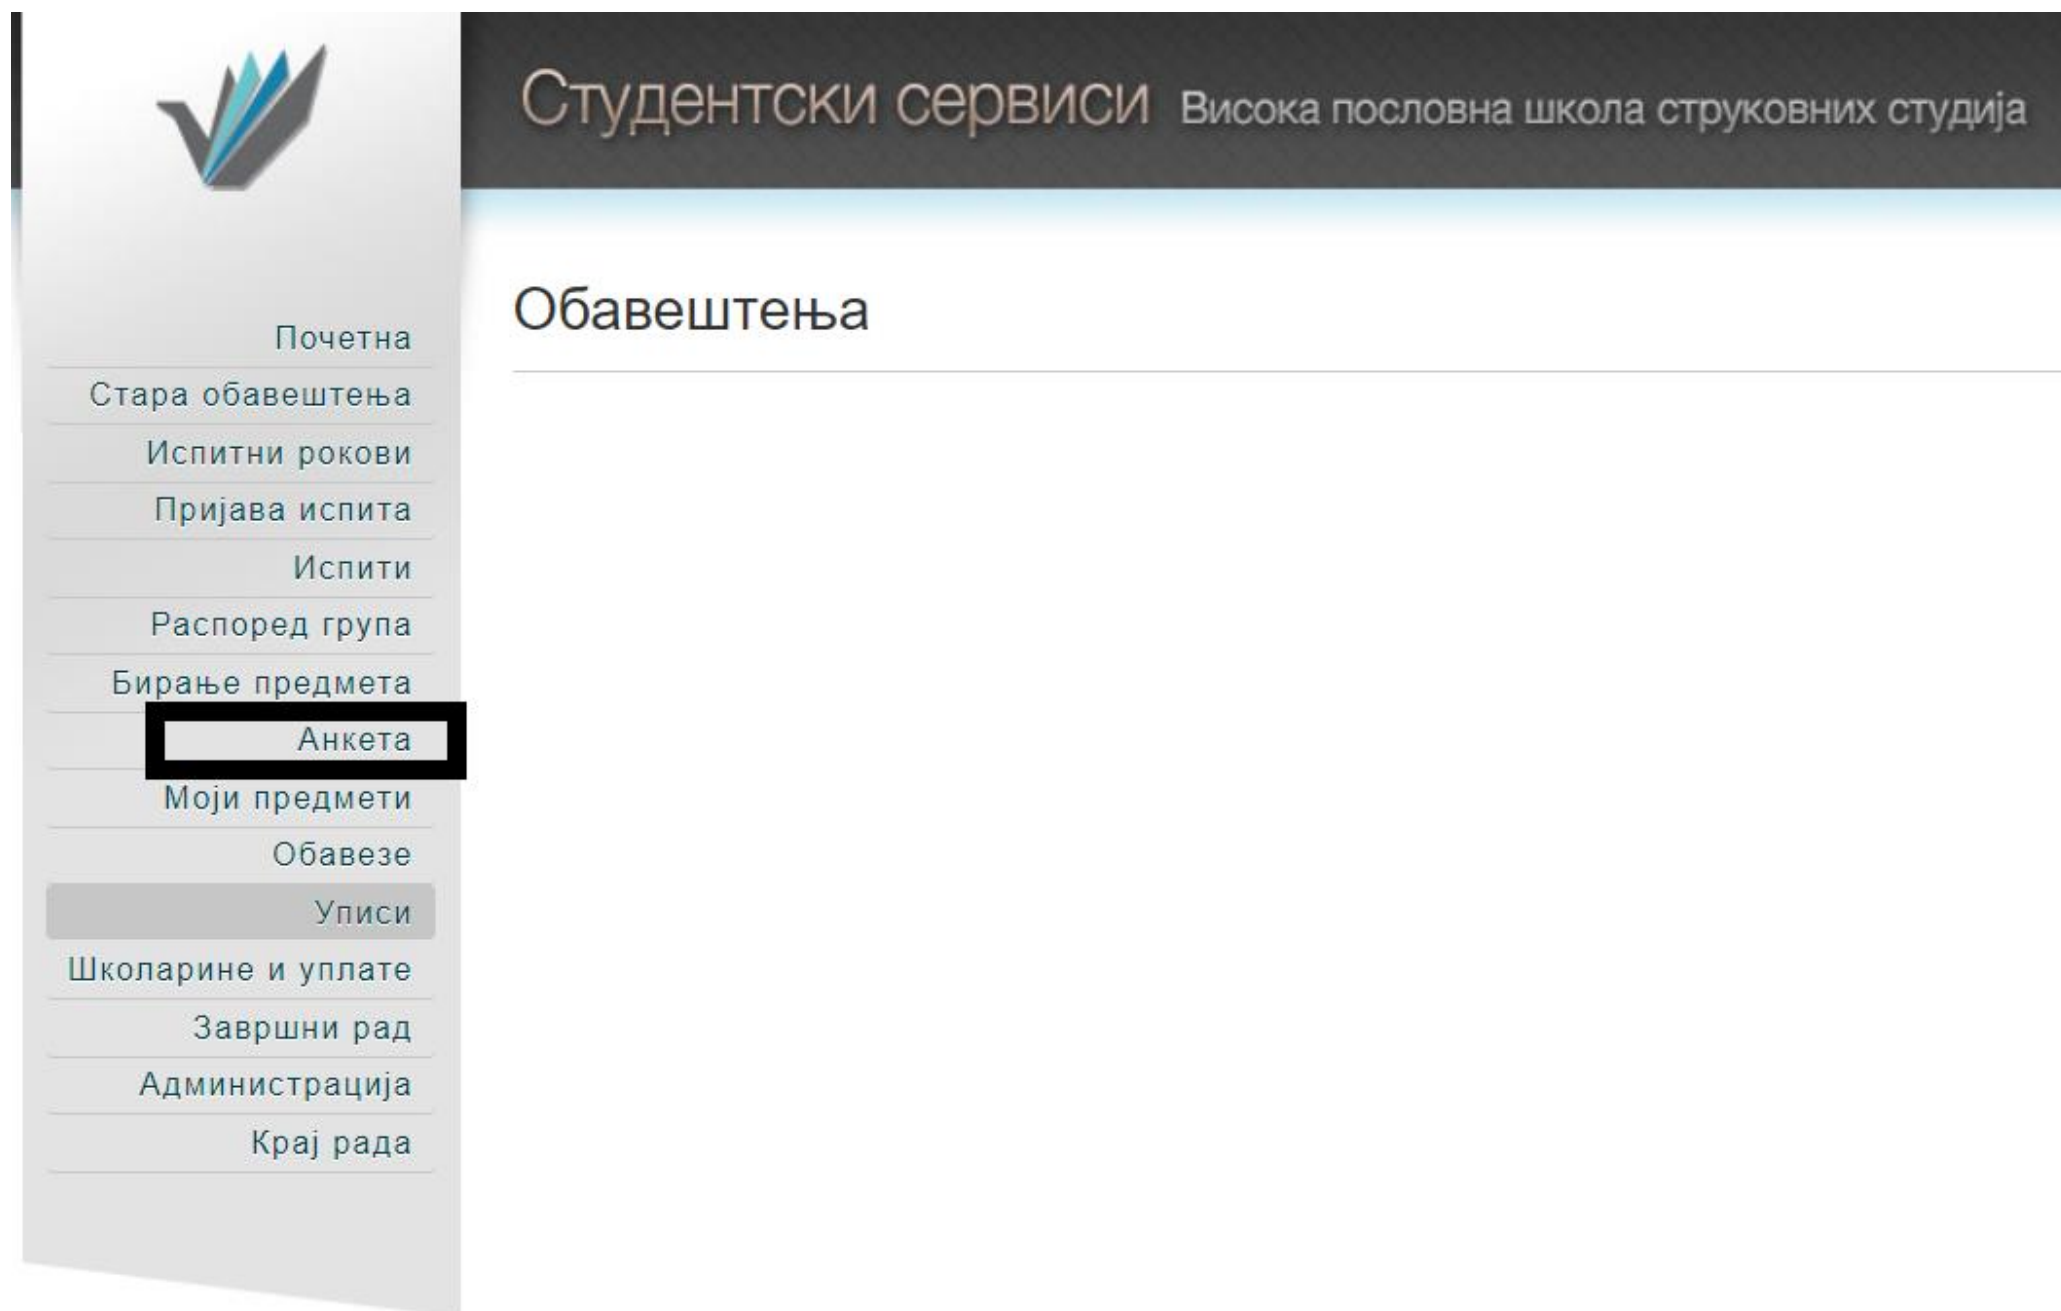 Студентски сервиси Висока пословна школа струковних студија
Обавештења
Почетна
Стара обавештења
Испитни рокови
Пријава испита
Испити
Распоред група
Бирање предмета
Анкета
Моји предмети
Обавезе
Уписи
Школарине и уплате
Завршни рад
Администрација
Крај рада